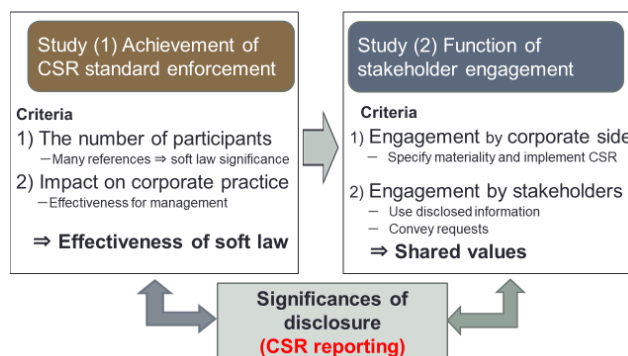 Study (1) Achievement of
CSR standard enforcement
Criteria
1) The number of participants
—Many references ⇒ soft law significance
2) Impact on corporate practice
—Effectiveness for management
⇒ Effectiveness of soft law
Study (2) Function of
stakeholder engagement
Criteria
1) Engagement by corporate side
— Specify materiality and implement CSR
2) Engagement by stakeholders
— Use disclosed information
— Convey requests
⇒ Shared values
Significances of
disclosure
(CSR reporting)